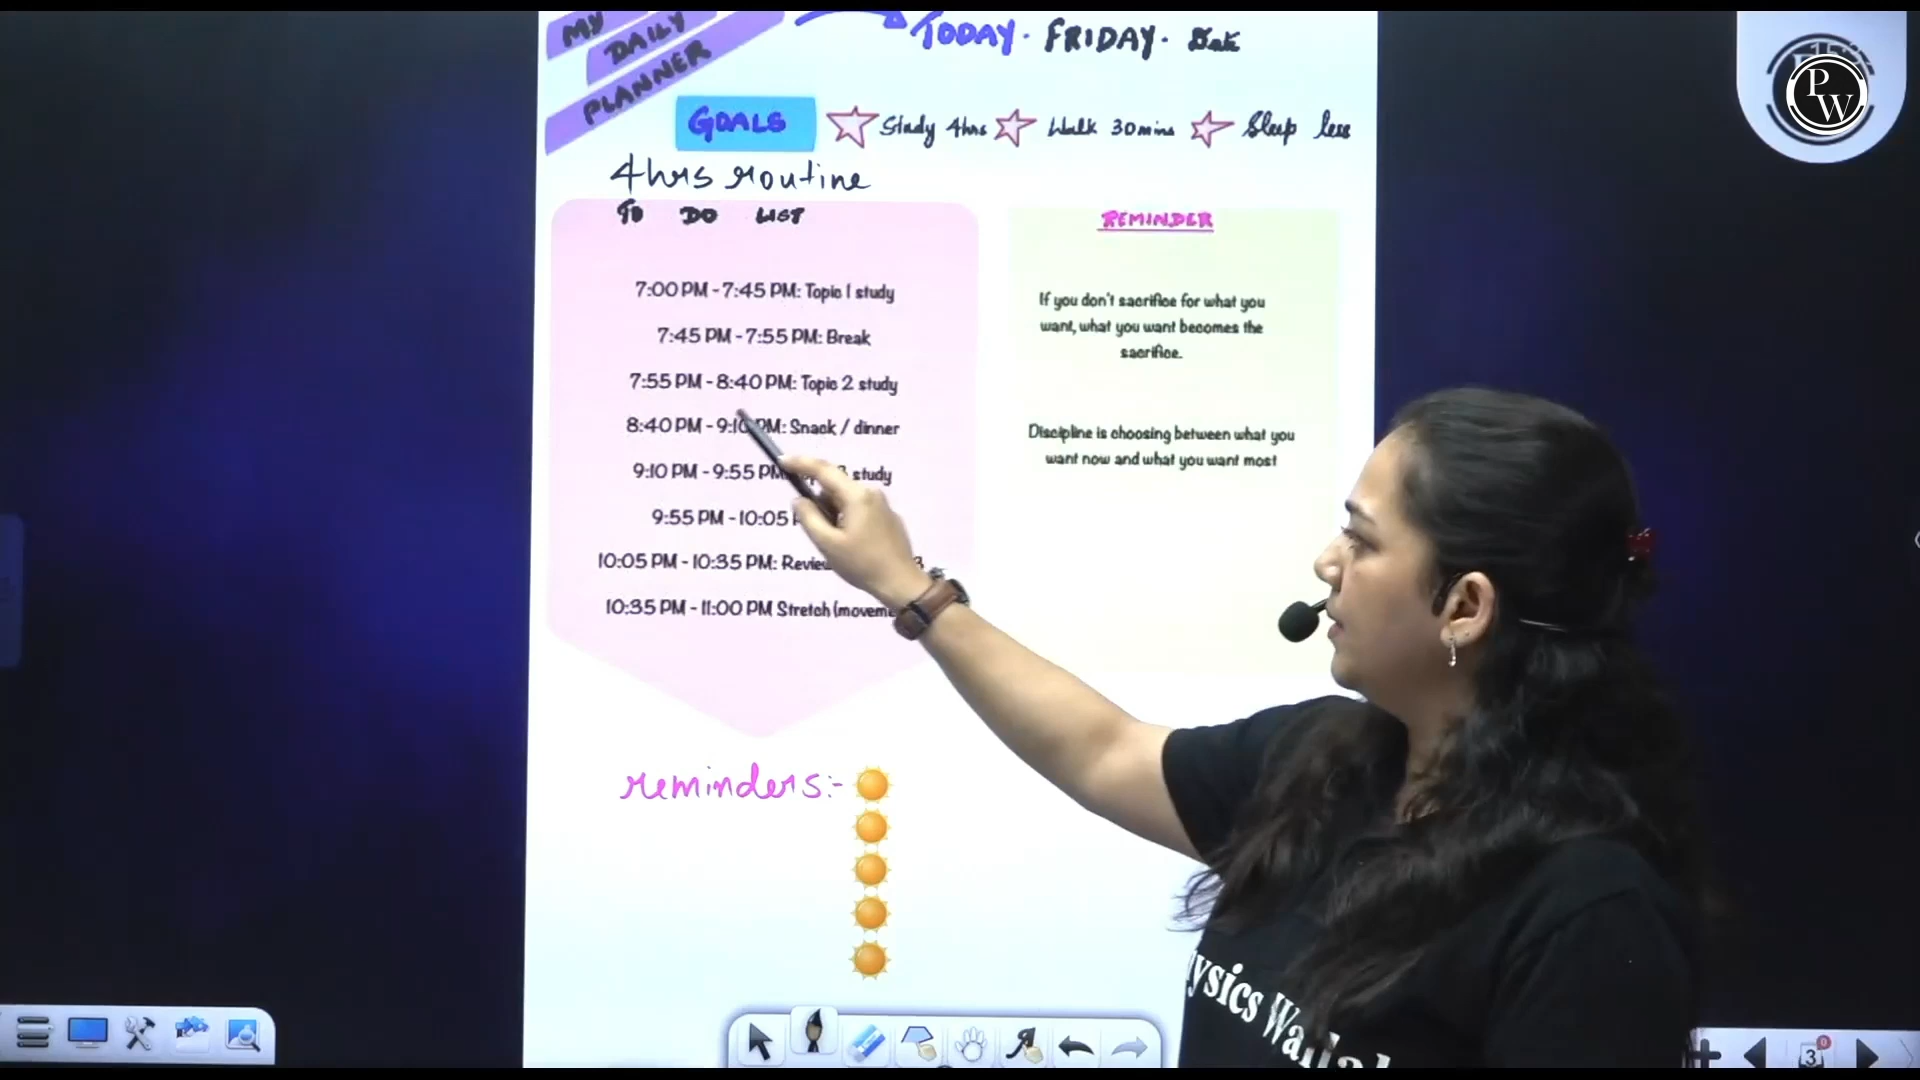 MY
DAILY
PLANNER
TODAY. FRIDAY. Date
GOALS Study 4hrs Walk 30mins Sleep less
4hrs routine
TO DO LIST
7:00 PM - 7:45 PM: Topic 1 study
7:45 PM - 7:55 PM: Break
7:55 PM - 8:40 PM: Topic 2 study
8:40 PM - 9:10 PM: Snack / dinner
9:10 PM - 9:55 PM study
9:55 PM - 10:05
10:05 PM - 10:35 PM: 3
10:35 PM - 11:00 PM Stretch
REMINDER
If you don't sacrifice for what you
want, what you want becomes the
sacrifice.
Discipline is choosing between what you
want now and what you want most
reminders:-
PW
ysics Wallah
3
0